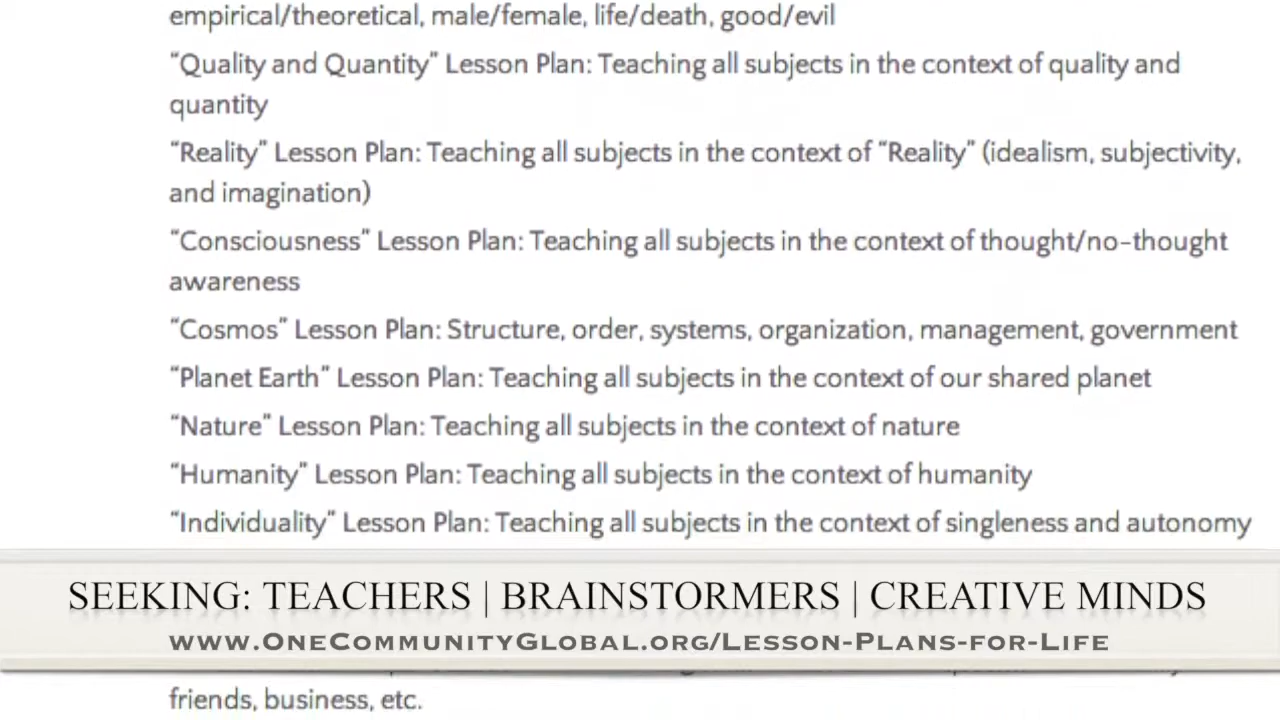 empirical/theoretical, male/female, life/death, good/evil
“Quality and Quantity” Lesson Plan: Teaching all subjects in the context of quality and
quantity
“Reality” Lesson Plan: Teaching all subjects in the context of “Reality” (idealism, subjectivity,
and imagination)
“Consciousness” Lesson Plan: Teaching all subjects in the context of thought/no-thought
awareness
“Cosmos” Lesson Plan: Structure, order, systems, organization, management, government
“Planet Earth” Lesson Plan: Teaching all subjects in the context of our shared planet
“Nature” Lesson Plan: Teaching all subjects in the context of nature
“Humanity” Lesson Plan: Teaching all subjects in the context of humanity
“Individuality” Lesson Plan: Teaching all subjects in the context of singleness and autonomy
SEEKING: TEACHERS | BRAINSTORMERS | CREATIVE MINDS
www.OneCommunityGlobal.org/Lesson-Plans-for-Life
friends, business, etc.